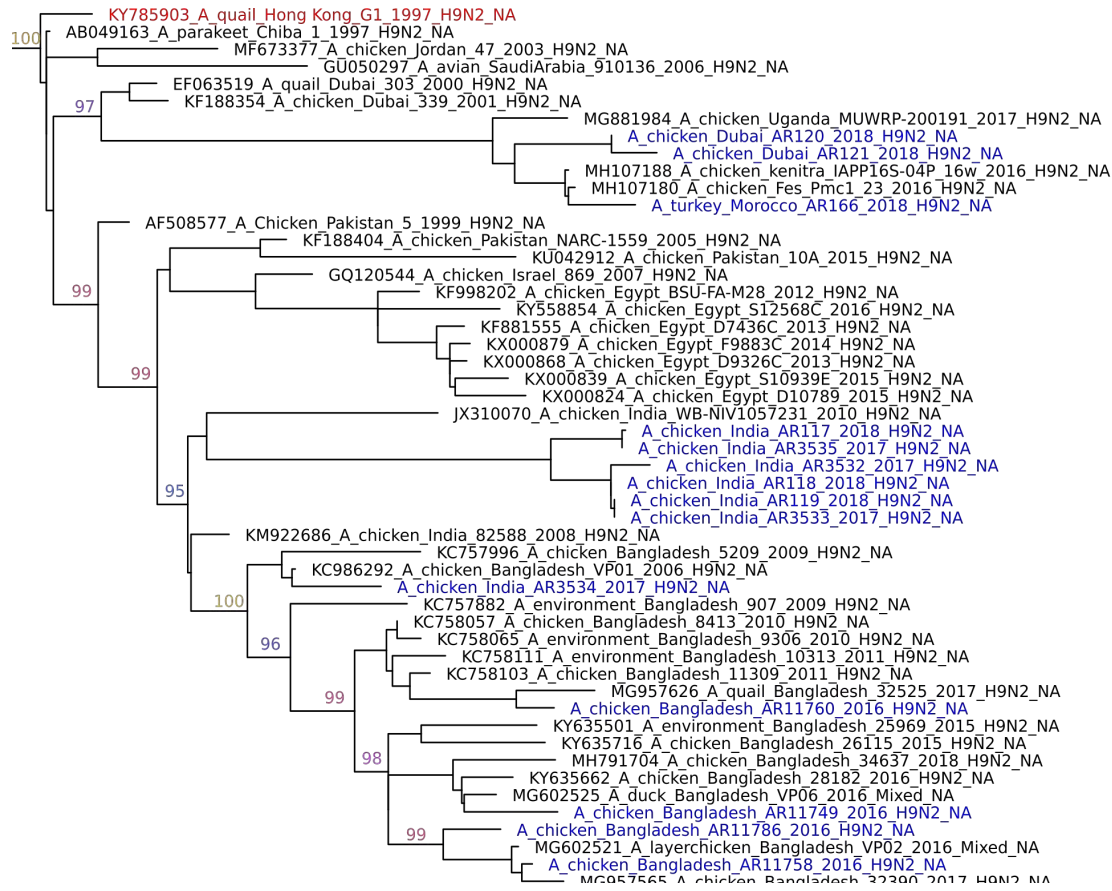 KY785903_A_quail_Hong Kong_G1_1997_H9N2_NA
100
AB049163_A_parakeet_Chiba_1_1997_H9N2_NA
MF673377_A_chicken_Jordan_47_2003_H9N2_NA
GU050297_A_avian_SaudiArabia_910136_2006_H9N2_NA
EF063519_A_quail_Dubai_303_2000_H9N2_NA
97
KF188354_A_chicken_Dubai_339_2001_H9N2_NA
MG881984_A_chicken_Uganda_MUWRP-200191_2017_H9N2_NA
A_chicken_Dubai_AR120_2018_H9N2_NA
A_chicken_Dubai_AR121_2018_H9N2_NA
MH107188_A_chicken_kenitra_IAPP16S-04P_16w_2016_H9N2_NA
MH107180_A_chicken_Fes_Pmc1_23_2016_H9N2_NA
A_turkey_Morocco_AR166_2018_H9N2_NA
AF508577_A_Chicken_Pakistan_5_1999_H9N2_NA
KF188404_A_chicken_Pakistan_NARC-1559_2005_H9N2_NA
KU042912_A_chicken_Pakistan_10A_2015_H9N2_NA
GQ120544_A_chicken_Israel_869_2007_H9N2_NA
99
KF998202_A_chicken_Egypt_BSU-FA-M28_2012_H9N2_NA
KY558854_A_chicken_Egypt_S12568C_2016_H9N2_NA
KF881555_A_chicken_Egypt_D7436C_2013_H9N2_NA
KX000879_A_chicken_Egypt_F9883C_2014_H9N2_NA
KX000868_A_chicken_Egypt_D9326C_2013_H9N2_NA
99
KX000839_A_chicken_Egypt_S10939E_2015_H9N2_NA
KX000824_A_chicken_Egypt_D10789_2015_H9N2_NA
JX310070_A_chicken_India_WB-NIV1057231_2010_H9N2_NA
A_chicken_India_AR117_2018_H9N2_NA
A_chicken_India_AR3535_2017_H9N2_NA
A_chicken_India_AR3532_2017_H9N2_NA
A_chicken_India_AR118_2018_H9N2_NA
95
A_chicken_India_AR119_2018_H9N2_NA
A_chicken_India_AR3533_2017_H9N2_NA
KM922686_A_chicken_India_82588_2008_H9N2_NA
KC757996_A_chicken_Bangladesh_5209_2009_H9N2_NA
KC986292_A_chicken_Bangladesh_VP01_2006_H9N2_NA
A_chicken_India_AR3534_2017_H9N2_NA
100
KC757882_A_environment_Bangladesh_907_2009_H9N2_NA
KC758057_A_chicken_Bangladesh_8413_2010_H9N2_NA
KC758065_A_environment_Bangladesh_9306_2010_H9N2_NA
96
KC758111_A_environment_Bangladesh_10313_2011_H9N2_NA
KC758103_A_chicken_Bangladesh_11309_2011_H9N2_NA
MG957626_A_quail_Bangladesh_32525_2017_H9N2_NA
99
A_chicken_Bangladesh_AR11760_2016_H9N2_NA
KY635501_A_environment_Bangladesh_25969_2015_H9N2_NA
KY635716_A_chicken_Bangladesh_26115_2015_H9N2_NA
98
MH791704_A_chicken_Bangladesh_34637_2018_H9N2_NA
KY635662_A_chicken_Bangladesh_28182_2016_H9N2_NA
MG602525_A_duck_Bangladesh_VP06_2016_Mixed_NA
A_chicken_Bangladesh_AR11749_2016_H9N2_NA
99
A_chicken_Bangladesh_AR11786_2016_H9N2_NA
MG602521_A_layerchicken_Bangladesh_VP02_2016_Mixed_NA
A_chicken_Bangladesh_AR11758_2016_H9N2_NA
MG957565_A_chicken_Bangladesh_32390_2017_H9N2_NA